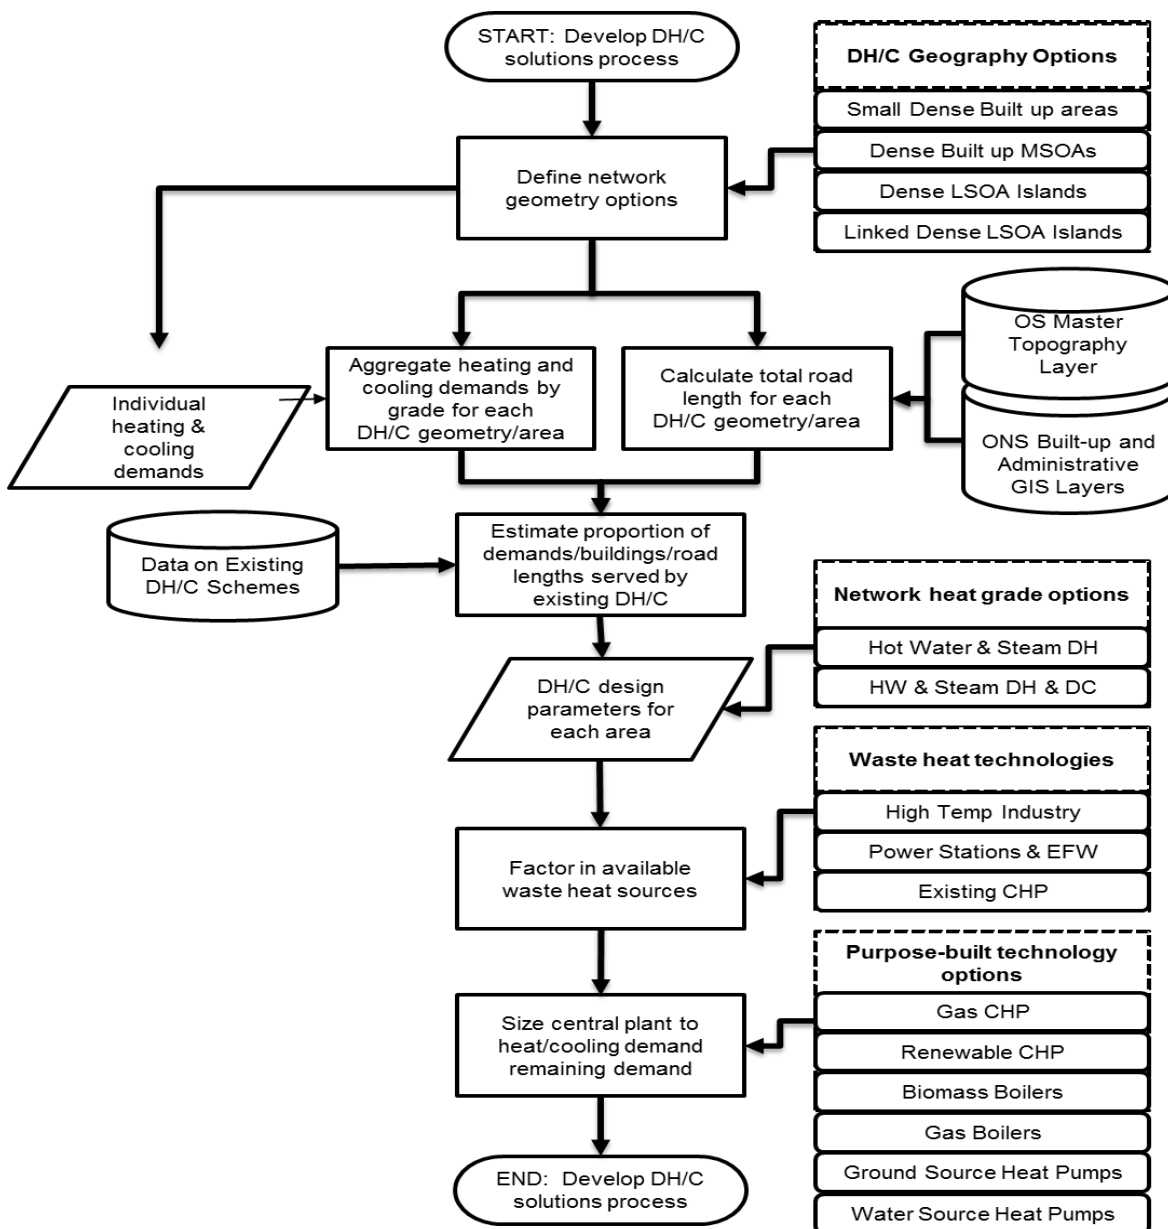 START:  Develop DH/C
solutions process
DH/C Geography Options
Small Dense Built up areas
Dense Built up MSOAs
Dense LSOA Islands
Linked Dense LSOA Islands
Define network
geometry options
OS Master
Topography
Layer
ONS Built-up and
Administrative
GIS Layers
Individual
heating &
cooling
demands
Aggregate heating and
cooling demands by
grade for each
DH/C geometry/area
Calculate total road
length for each
DH/C geometry/area
Data on Existing
DH/C Schemes
Estimate proportion of
demands/buildings/road
lengths served by
existing DH/C
Network heat grade options
Hot Water & Steam DH
HW & Steam DH & DC
DH/C design
parameters for
each area
Waste heat technologies
High Temp Industry
Power Stations & EFW
Existing CHP
Factor in available
waste heat sources
Purpose-built technology
options
Gas CHP
Renewable CHP
Biomass Boilers
Gas Boilers
Ground Source Heat Pumps
Water Source Heat Pumps
Size central plant to
heat/cooling demand
remaining demand
END:  Develop DH/C
solutions process